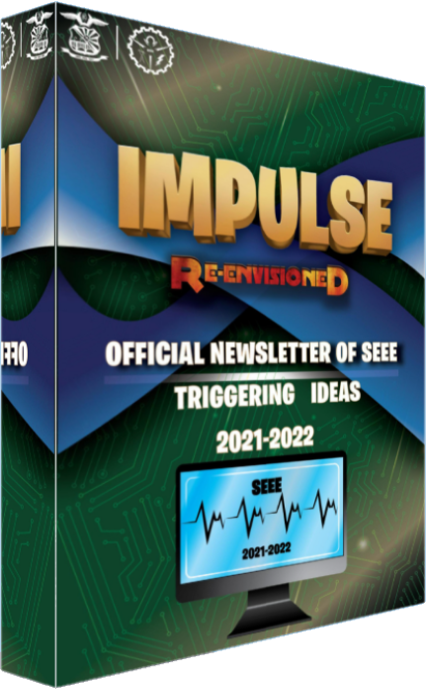 IMPULSE
RE-ENVISIONED
OFFICIAL NEWSLETTER OF SEEE
TRIGGERING IDEAS
2021-2022
SEEE
2021-2022